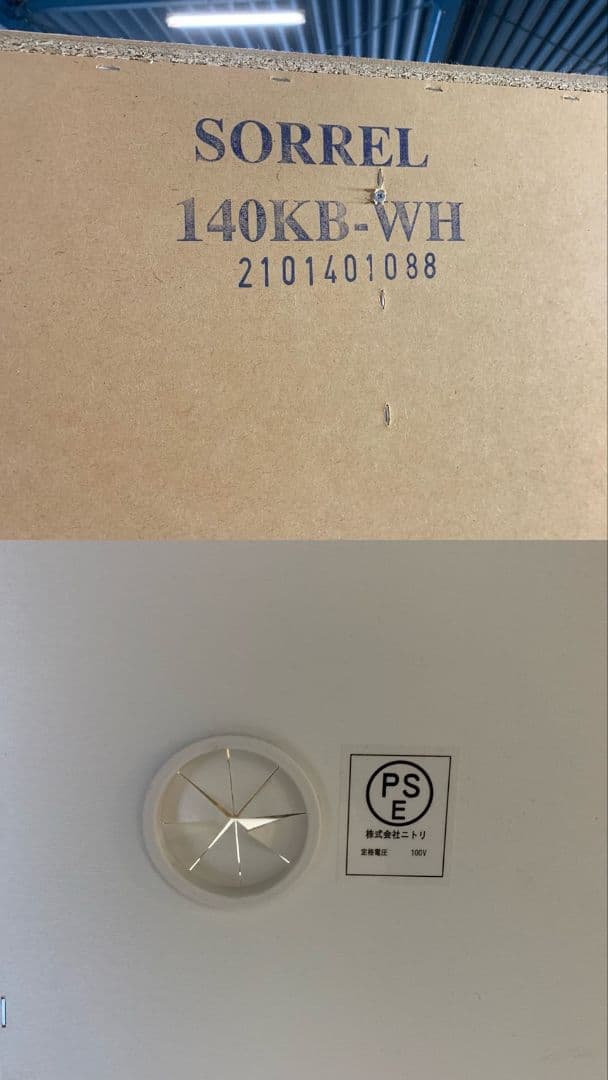 SORREL
140KB-WH
2101401088
PS
E
株式会社ニトリ
定格電圧 100V